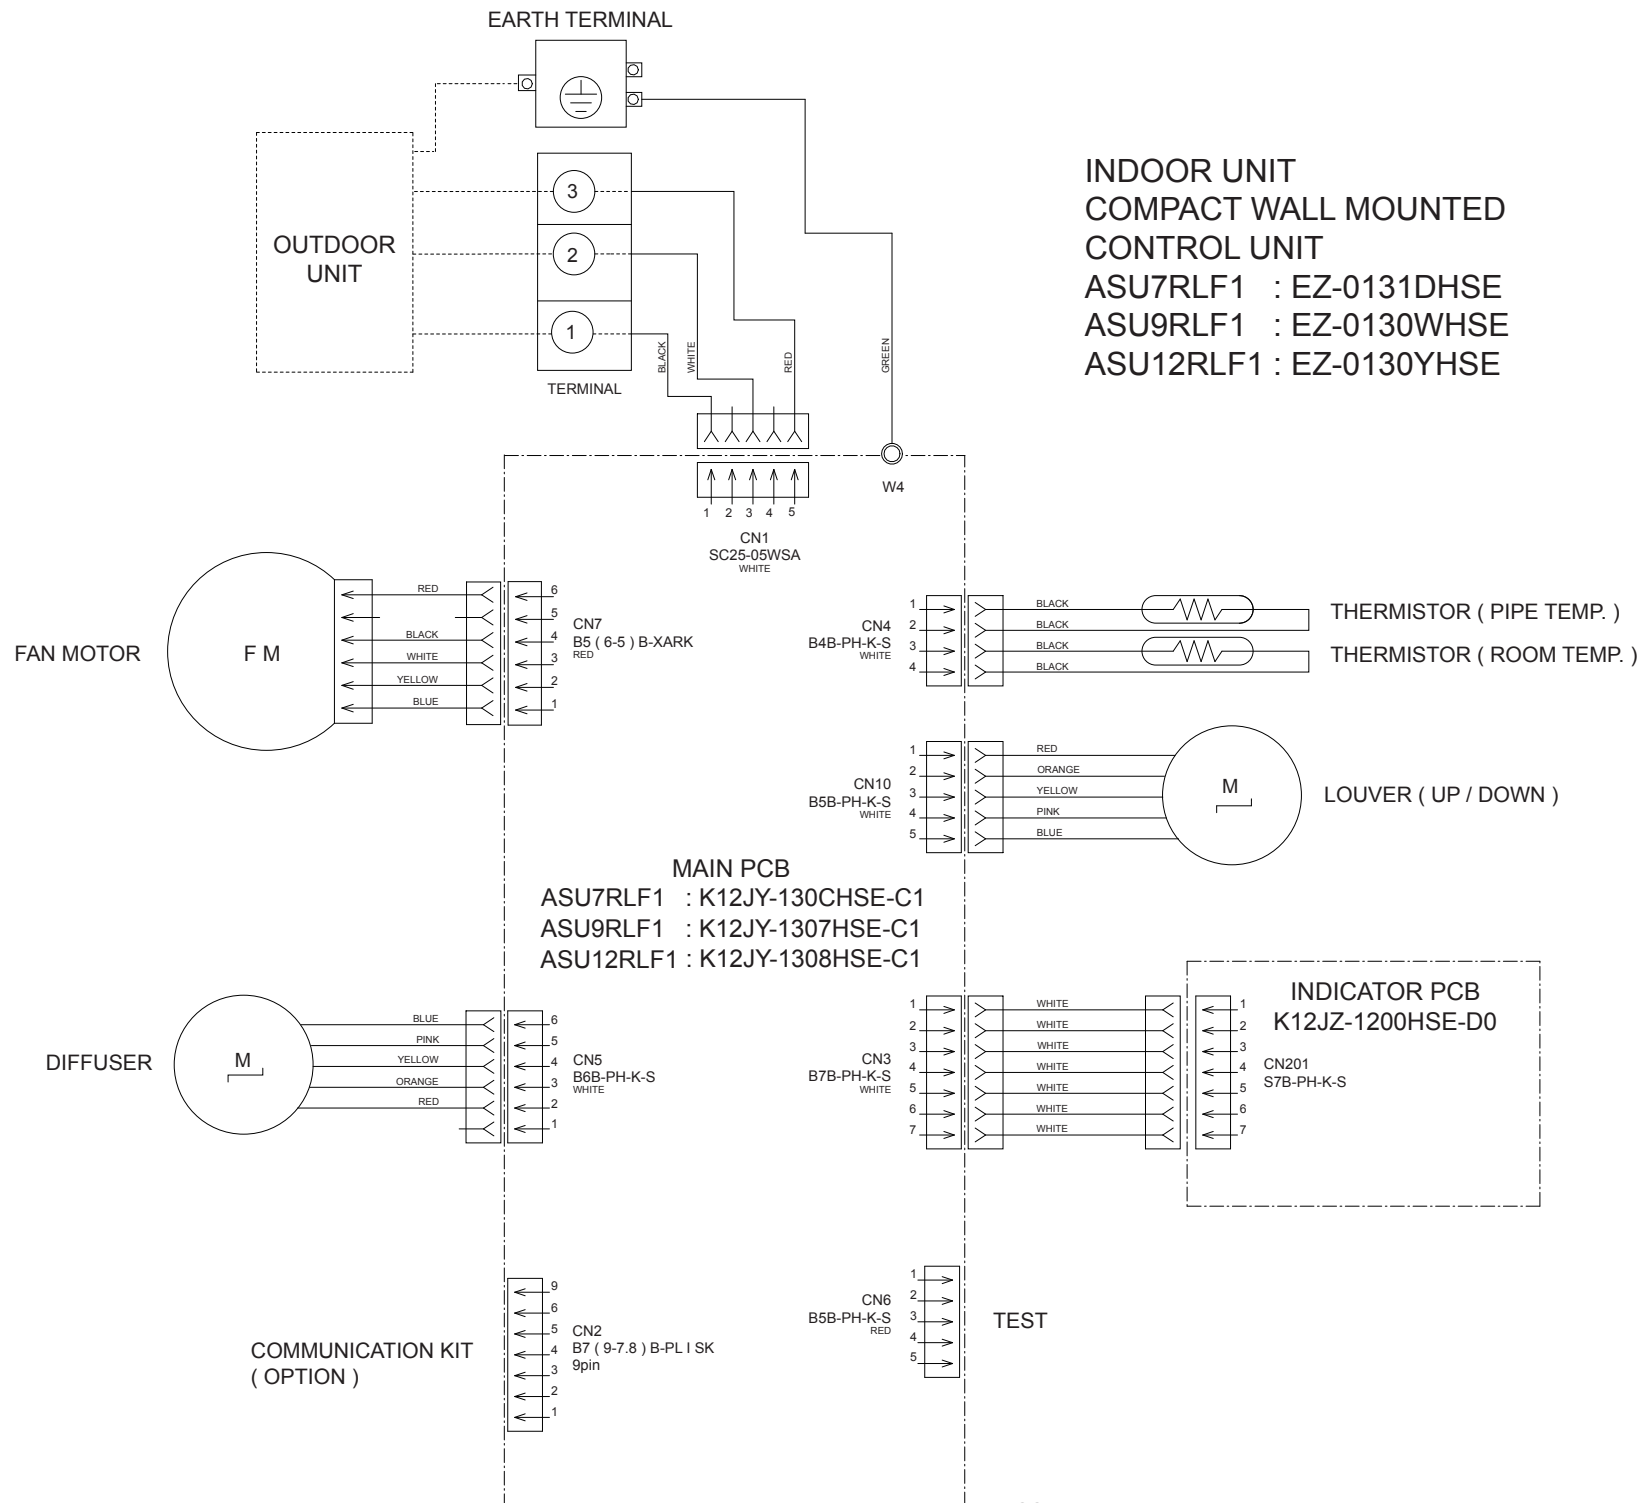 EARTH TERMINAL
OUTDOOR
UNIT
3
2
1
TERMINAL
BLACK
WHITE
RED
GREEN
INDOOR UNIT
COMPACT WALL MOUNTED
CONTROL UNIT
ASU7RLF1 : EZ-0131DHSE
ASU9RLF1 : EZ-0130WHSE
ASU12RLF1 : EZ-0130YHSE
W4
1 2 3 4 5
CN1
SC25-05WSA
WHITE
FAN MOTOR
F M
RED
BLACK
WHITE
YELLOW
BLUE
6
5
4
3
2
1
CN7
B5 ( 6-5 ) B-XARK
RED
CN4
B4B-PH-K-S
WHITE
1
2
3
4
BLACK
BLACK
BLACK
BLACK
THERMISTOR ( PIPE TEMP. )
THERMISTOR ( ROOM TEMP. )
CN10
B5B-PH-K-S
WHITE
1
2
3
4
5
RED
ORANGE
YELLOW
PINK
BLUE
M
LOUVER ( UP / DOWN )
MAIN PCB
ASU7RLF1 : K12JY-130CHSE-C1
ASU9RLF1 : K12JY-1307HSE-C1
ASU12RLF1 : K12JY-1308HSE-C1
DIFFUSER
M
BLUE
PINK
YELLOW
ORANGE
RED
6
5
4
3
2
1
CN5
B6B-PH-K-S
WHITE
CN3
B7B-PH-K-S
WHITE
1
2
3
4
5
6
7
WHITE
WHITE
WHITE
WHITE
WHITE
WHITE
WHITE
INDICATOR PCB
K12JZ-1200HSE-D0
1
2
3
4
5
6
7
CN201
S7B-PH-K-S
COMMUNICATION KIT
( OPTION )
9
6
5
4
3
2
1
CN2
B7 ( 9-7.8 ) B-PL I SK
9pin
CN6
B5B-PH-K-S
RED
1
2
3
4
5
TEST